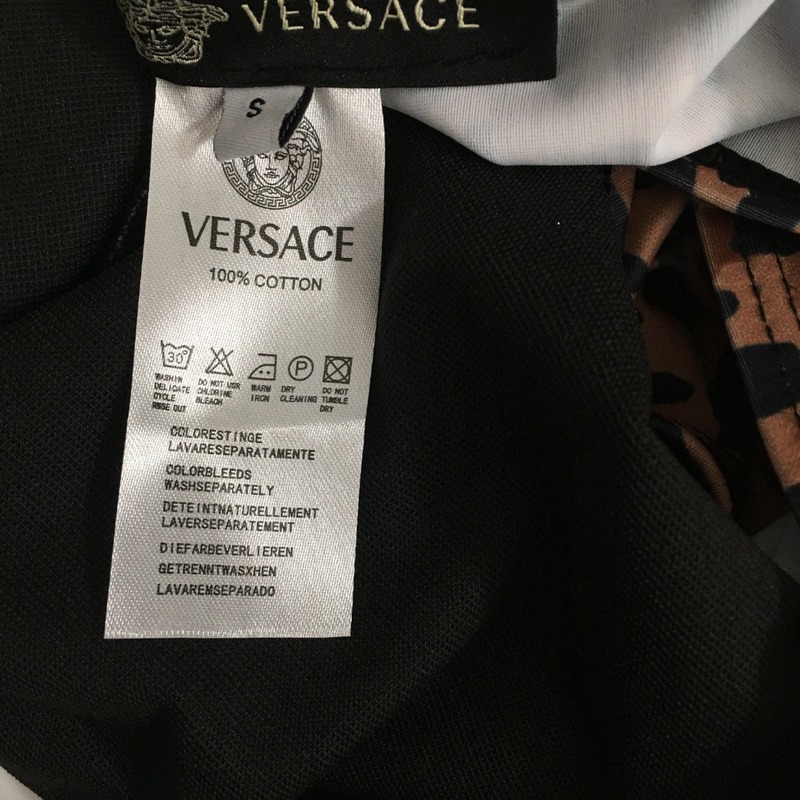 VERSACE
S
VERSACE
100% COTTON
30°
P
WASHIN DELICATE CYCLE RINSE OUT
DO NOT USR CHLORINE BLEACH
WARM IRCN
DRY CLEANING
DO NOT TUMBLE DRY
COLORESTINGE
LAVARESEPARATAMENTE
COLORBLEEDS
WASHSEPARATELY
DETEINTNATURELLEMENT
LAVERSEPARATEMENT
DIEFARBEVERLIEREN
GETRENNTWASXHEN
LAVAREMSEPARADO